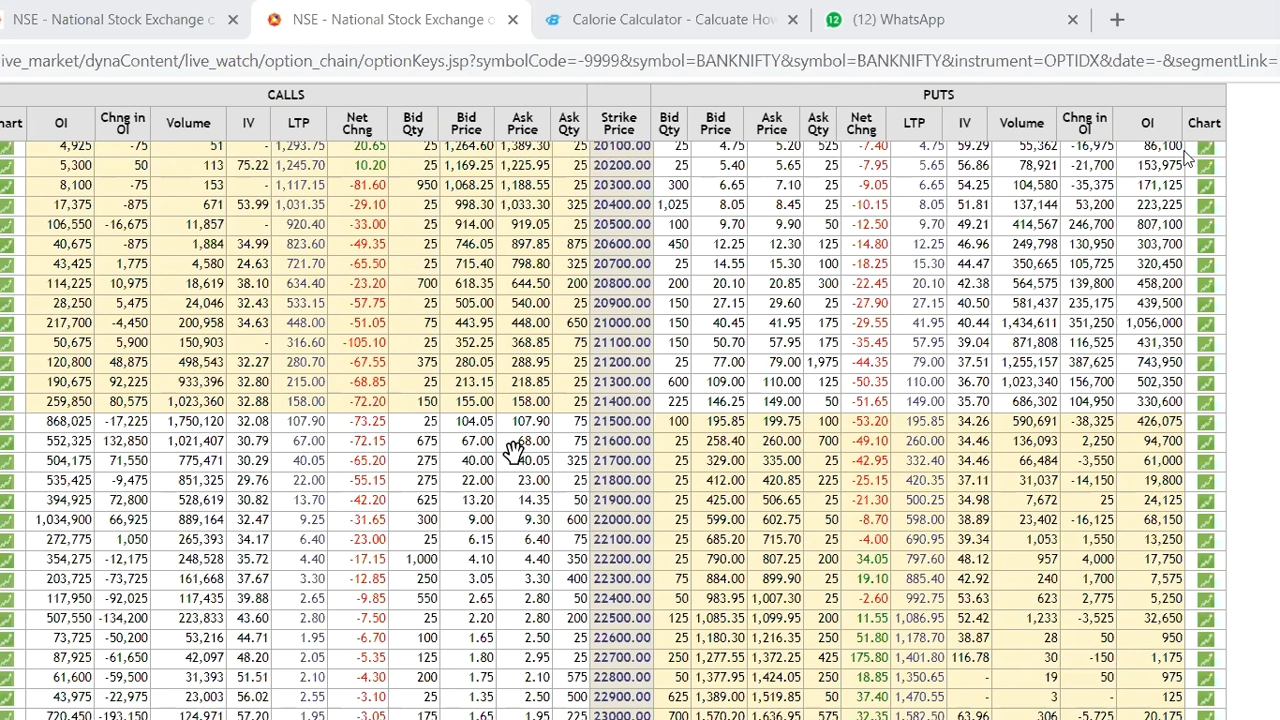 NSE - National Stock Exchange c
NSE - National Stock Exchange o
Calorie Calculator - Calcuate How
(12) WhatsApp
ive_market/dynaContent/live_watch/option_chain/optionKeys.jsp?symbolCode=-9999&symbol=BANKNIFTY&symbol=BANKNIFTY&instrument=OPTIDX&date=-&segmentLink=
CALLS PUTS
hart OI Chng in OI Volume IV LTP Net Chng Bid Qty Bid Price Ask Price Ask Qty Strike Price Bid Qty Bid Price Ask Price Ask Qty Net Chng LTP IV Volume Chng in OI OI Chart
4,925 -75 51 - 1,293.75 20.65 25 1,264.60 1,389.30 25 20100.00 25 4.75 5.20 525 -7.40 4.75 59.29 55,362 -16,975 86,100
5,300 50 113 75.22 1,245.70 10.20 25 1,169.25 1,225.95 25 20200.00 25 5.40 5.65 25 -7.95 5.65 56.86 78,921 -21,700 153,975
8,100 -75 153 - 1,117.15 -81.60 950 1,068.25 1,188.55 25 20300.00 300 6.65 7.10 25 -9.05 6.65 54.25 104,580 -35,375 171,125
17,375 -875 671 53.99 1,031.35 -29.10 25 998.30 1,033.30 325 20400.00 1,025 8.05 8.45 25 -10.15 8.05 51.81 137,144 53,200 223,225
106,550 -16,675 11,857 - 920.40 -33.00 25 914.00 919.05 25 20500.00 100 9.70 9.90 50 -12.50 9.70 49.21 414,567 246,700 807,100
40,675 -875 1,884 34.99 823.60 -49.35 25 746.05 897.85 875 20600.00 450 12.25 12.30 125 -14.80 12.25 46.96 249,798 130,950 303,700
43,425 1,775 4,580 24.63 721.70 -65.50 25 715.40 798.80 325 20700.00 25 14.55 15.30 100 -18.25 15.30 44.47 350,665 105,725 320,450
114,225 10,975 18,619 38.10 634.40 -23.20 700 618.35 644.50 200 20800.00 200 20.10 20.85 300 -22.45 20.10 42.38 564,575 139,800 458,200
28,250 5,475 24,046 32.43 533.15 -57.75 25 505.00 540.00 25 20900.00 150 27.15 29.60 25 -27.90 27.15 40.50 581,437 235,175 439,500
217,700 -4,450 200,958 34.63 448.00 -51.05 75 443.95 448.00 650 21000.00 150 40.45 41.95 175 -29.55 41.95 40.44 1,434,611 351,250 1,056,000
50,675 5,900 150,903 - 316.60 -105.10 25 352.25 368.85 75 21100.00 150 50.70 57.95 175 -35.45 57.95 39.04 871,808 116,525 431,350
120,800 48,875 498,543 32.27 280.70 -67.55 375 280.05 288.95 25 21200.00 25 77.00 79.00 1,975 -44.35 79.00 37.51 1,255,157 387,625 743,950
190,675 92,225 933,396 32.80 215.00 -68.85 25 213.15 218.85 25 21300.00 600 109.00 110.00 125 -50.35 110.00 36.70 1,023,340 156,700 502,350
259,850 80,575 1,023,360 32.88 158.00 -72.20 150 155.00 158.00 25 21400.00 225 146.25 149.00 50 -51.65 149.00 35.70 686,298 104,950 330,600
868,025 -17,225 1,750,120 32.08 107.90 -73.25 25 104.05 107.90 75 21500.00 100 195.85 199.75 100 -53.20 195.85 34.26 590,691 -38,325 426,075
552,325 132,850 1,021,407 30.79 67.00 -72.15 675 67.00 68.00 75 21600.00 25 258.40 260.00 700 -49.10 260.00 34.46 136,093 2,250 94,700
504,175 71,550 775,471 30.29 40.05 -65.20 275 40.00 40.05 325 21700.00 25 329.00 335.00 25 -42.95 332.40 34.46 66,484 -3,550 61,000
535,425 -9,475 851,325 29.76 22.00 -55.15 275 22.00 23.00 25 21800.00 25 412.00 420.85 225 -25.15 420.35 37.11 31,037 -14,150 19,800
394,925 72,800 528,619 30.82 13.70 -42.20 625 13.20 14.35 50 21900.00 25 425.00 506.65 50 -21.30 500.25 34.98 7,672 25 24,125
1,034,900 66,925 889,164 32.47 9.25 -31.65 300 9.00 9.30 600 22000.00 25 599.00 602.75 50 -8.70 598.00 38.89 23,402 -16,125 68,150
272,775 1,050 265,393 34.17 6.40 -23.00 25 6.15 6.40 75 22100.00 25 685.20 715.70 25 -4.00 690.95 39.34 1,053 1,550 13,250
354,275 -12,175 248,528 35.72 4.40 -17.15 1,000 4.10 4.40 350 22200.00 25 790.00 807.25 200 34.05 797.60 48.12 957 4,000 17,750
203,725 -73,725 161,668 37.67 3.30 -12.85 250 3.05 3.30 400 22300.00 75 884.00 899.90 25 19.10 885.40 42.92 240 1,700 7,575
117,950 -92,025 117,435 39.88 2.65 -9.85 550 2.65 2.80 50 22400.00 50 983.95 1,007.30 25 -2.60 992.75 53.63 623 2,775 5,250
507,550 -134,200 223,833 43.60 2.80 -7.50 25 2.20 2.80 200 22500.00 125 1,085.35 1,099.95 200 11.55 1,086.95 52.42 1,233 -3,525 32,650
73,725 -50,200 53,216 44.71 1.95 -6.70 100 1.65 2.50 25 22600.00 25 1,180.30 1,216.35 250 51.80 1,178.70 38.87 28 50 950
87,925 -61,650 42,097 48.20 2.05 -5.35 125 1.80 2.95 25 22700.00 250 1,277.55 1,372.25 425 175.80 1,401.80 116.78 30 -150 1,175
61,600 -59,500 31,393 51.51 2.10 -4.30 200 1.75 2.10 575 22800.00 25 1,377.95 1,424.05 250 18.85 1,350.65 - 19 50 975
43,975 -22,975 23,003 56.02 2.55 -3.10 25 1.35 2.50 500 22900.00 625 1,389.00 1,519.85 50 37.40 1,470.55 - 3 - 125
720,450 -193,150 124,971 57.20 1.95 -3.05 175 1.65 1.95 225 23000.00 700 1,570.20 1,636.95 575 32.35 1,582.50 63.96 306 -5,725 20,175